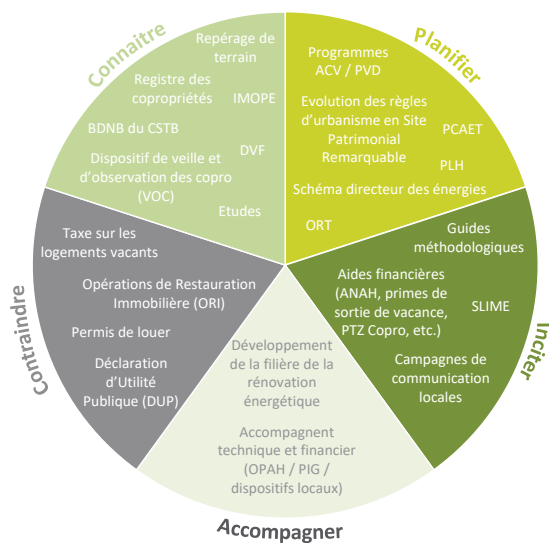 Connaitre
Repérage de
terrain
Registre des
copropriétés
IMOPE
BDNB du CSTB
DVF
Dispositif de veille et
d'observation des copro
(VOC)
Etudes
Planifier
Programmes
ACV / PVD
Evolution des règles
d'urbanisme en Site
Patrimonial
Remarquable
PCAET
PLH
Schéma directeur des énergies
ORT
Inciter
Guides
méthodologiques
Aides financières
(ANAH, primes de
sortie de vacance,
PTZ Copro, etc.)
SLIME
Campagnes de
communication
locales
Accompagner
Développement
de la filière de la
rénovation
énergétique
Accompagnent
technique et financier
(OPAH / PIG /
dispositifs locaux)
Contraindre
Taxe sur les
logements vacants
Opérations de Restauration
Immobilière (ORI)
Permis de louer
Déclaration
d'Utilité
Publique (DUP)